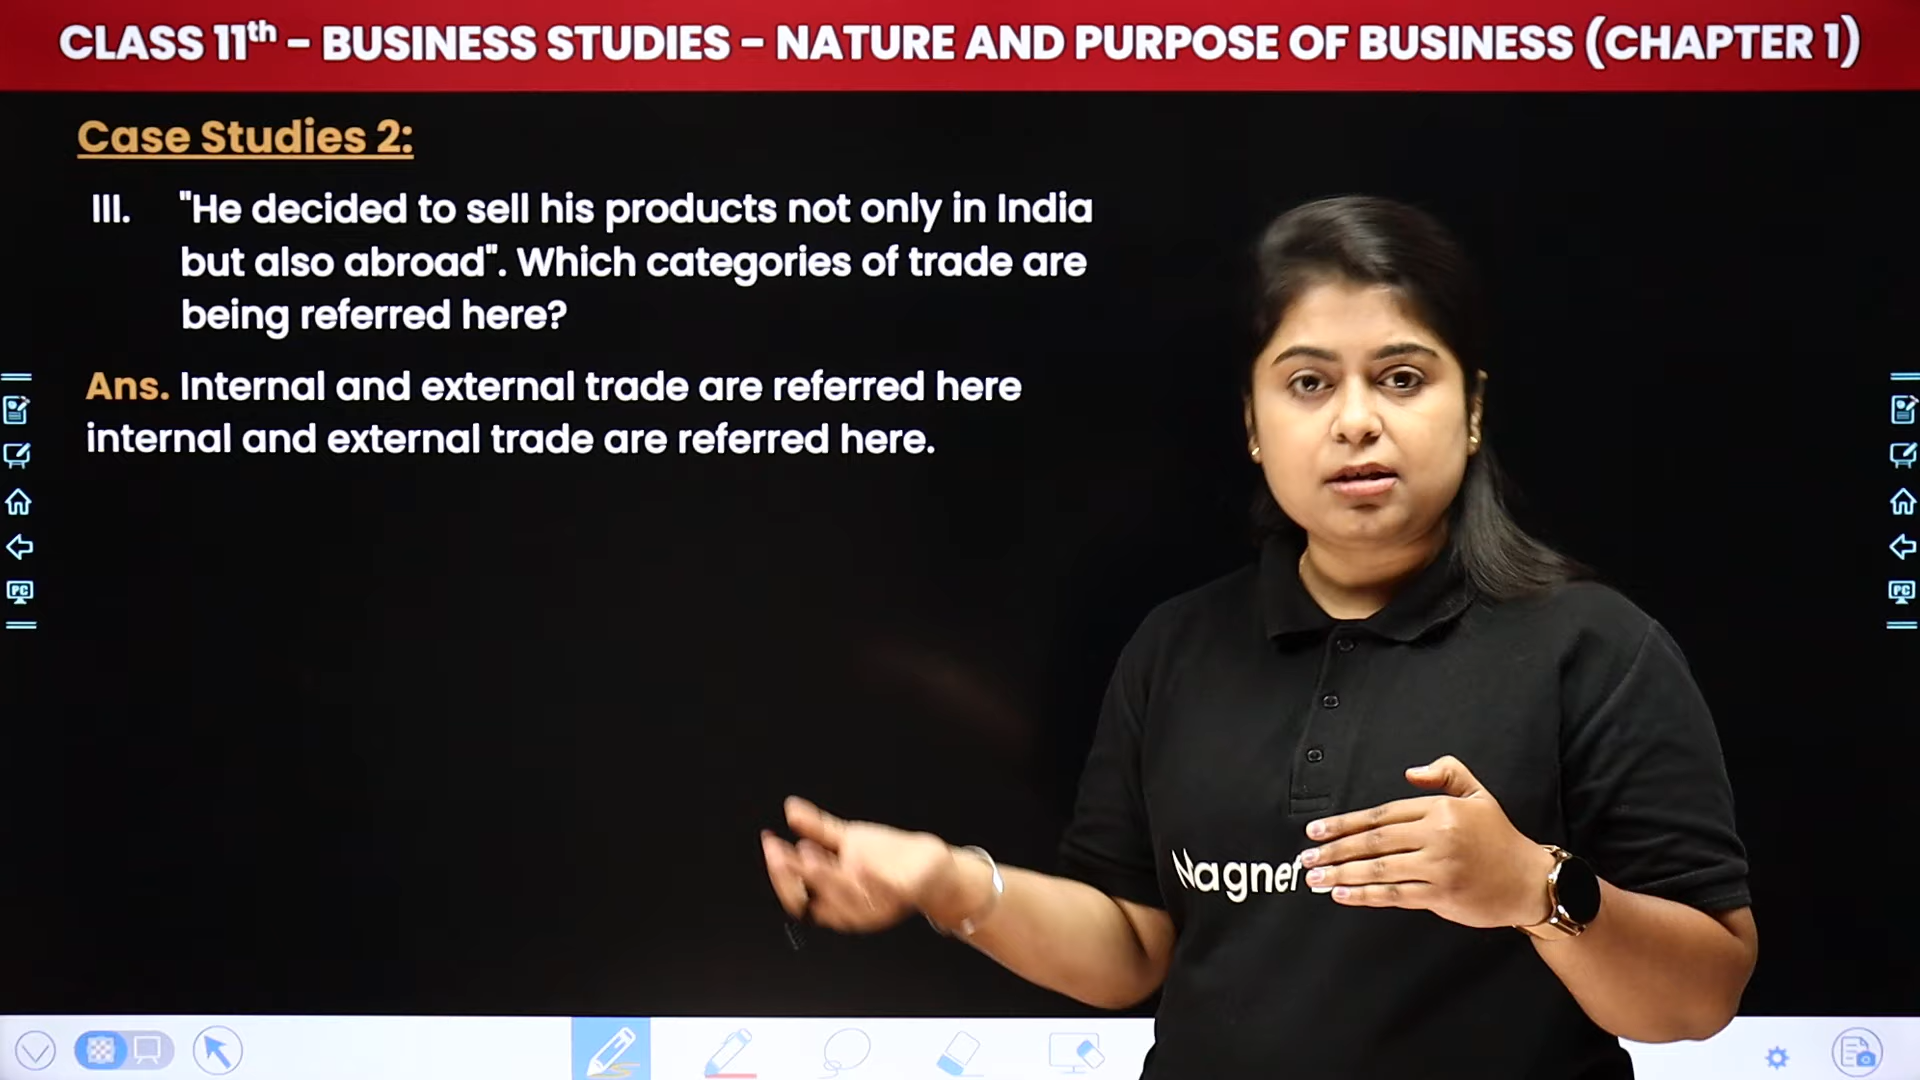 CLASS 11th - BUSINESS STUDIES - NATURE AND PURPOSE OF BUSINESS (CHAPTER 1)
Case Studies 2:
III. "He decided to sell his products not only in India
but also abroad". Which categories of trade are
being referred here?
Ans. Internal and external trade are referred here
internal and external trade are referred here.
PC
PC